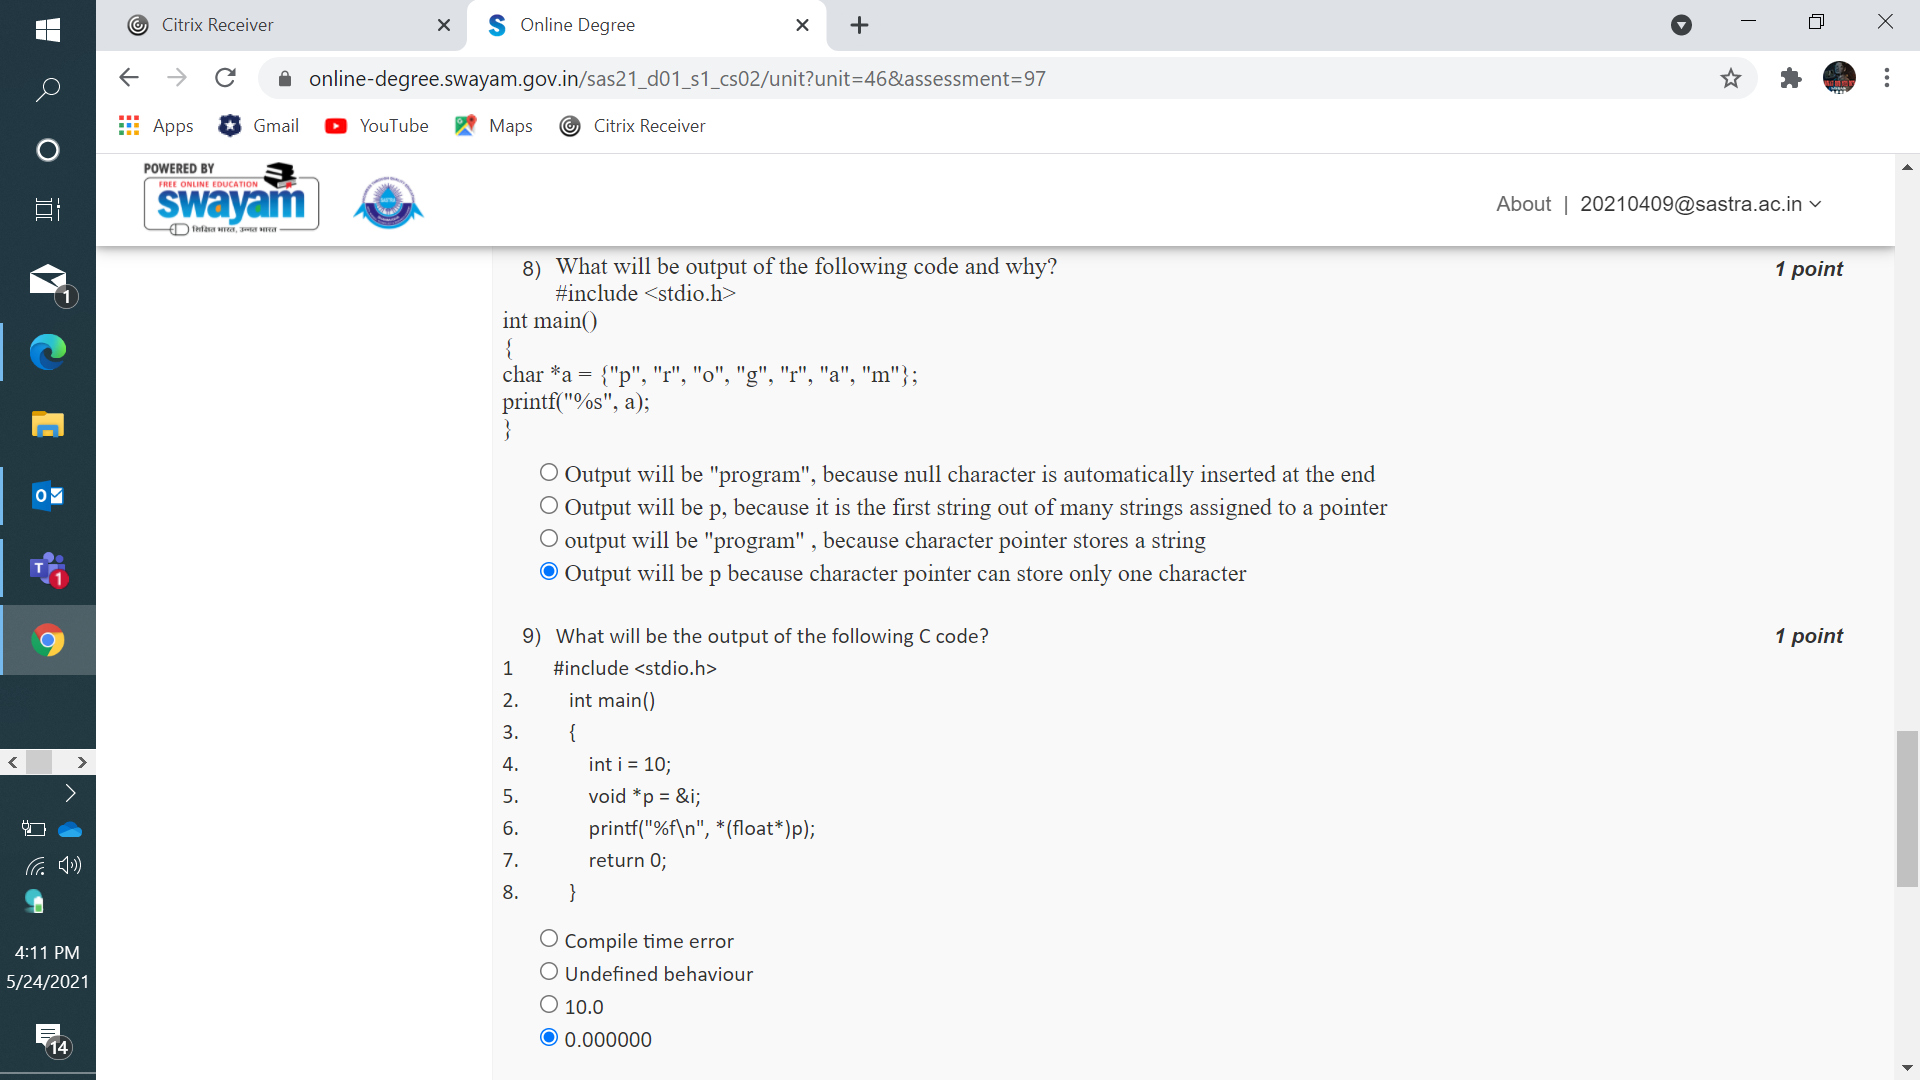 Citrix Receiver
Online Degree
online-degree.swayam.gov.in/sas21_d01_s1_cs02/unit?unit=46&assessment=97
Apps
Gmail
YouTube
Maps
Citrix Receiver
POWERED BY
FREE ONLINE EDUCATION
swayam
शिक्षित भारत, उन्नत भारत
About | 20210409@sastra.ac.in
8) What will be output of the following code and why?
1 point
#include <stdio.h>
int main()
{
char *a = {"p", "r", "o", "g", "r", "a", "m"};
printf("%s", a);
}
Output will be "program", because null character is automatically inserted at the end
Output will be p, because it is the first string out of many strings assigned to a pointer
output will be "program" , because character pointer stores a string
Output will be p because character pointer can store only one character
9) What will be the output of the following C code?
1 point
1 #include <stdio.h>
2. int main()
3. {
4. int i = 10;
5. void *p = &i;
6. printf("%f\n", *(float*)p);
7. return 0;
8. }
Compile time error
Undefined behaviour
10.0
0.000000
1
1
4:11 PM
5/24/2021
14